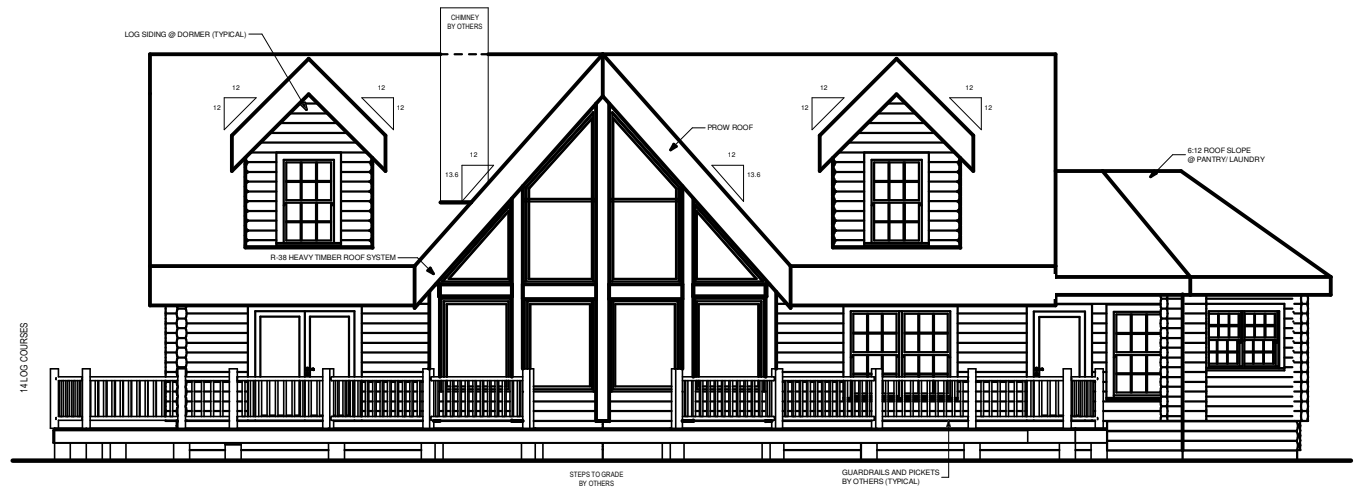 CHIMNEY
BY OTHERS
LOG SIDING @ DORMER (TYPICAL)
12
12
12
12
12
12
12
12
PROW ROOF
12
13.6
12
13.6
6:12 ROOF SLOPE
@ PANTRY/ LAUNDRY
R-38 HEAVY TIMBER ROOF SYSTEM
14 LOG COURSES
STEPS TO GRADE
BY OTHERS
GUARDRAILS AND PICKETS
BY OTHERS (TYPICAL)